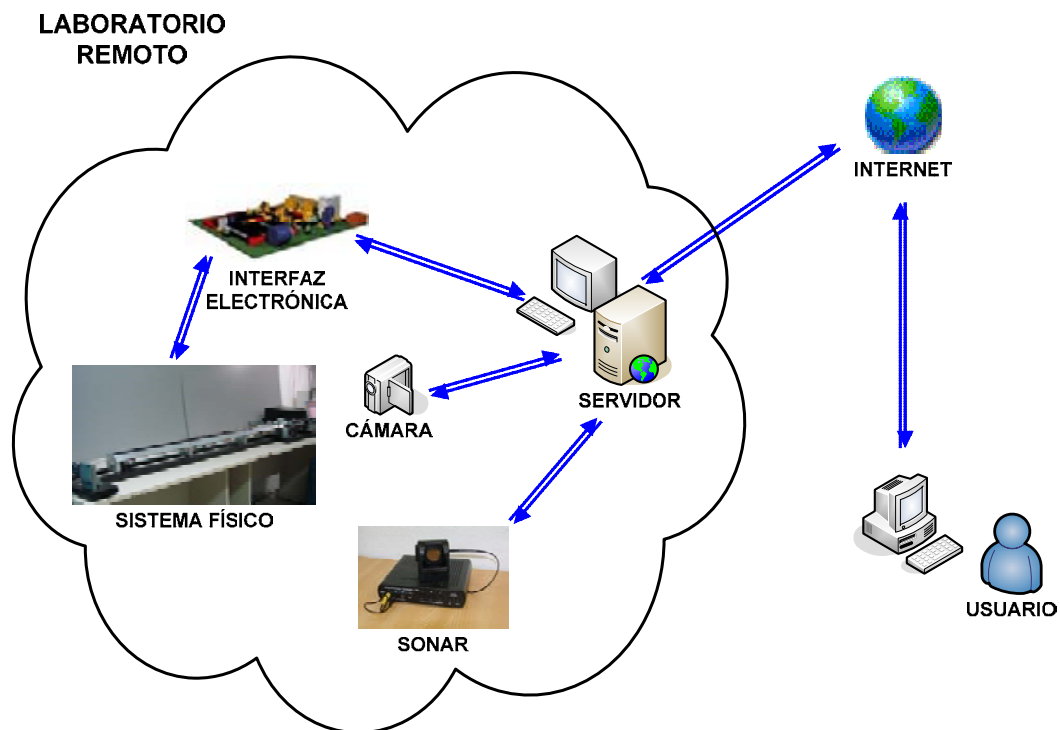 LABORATORIO
REMOTO
INTERNET
INTERFAZ
ELECTRÓNICA
SERVIDOR
CÁMARA
SISTEMA FÍSICO
USUARIO
SONAR